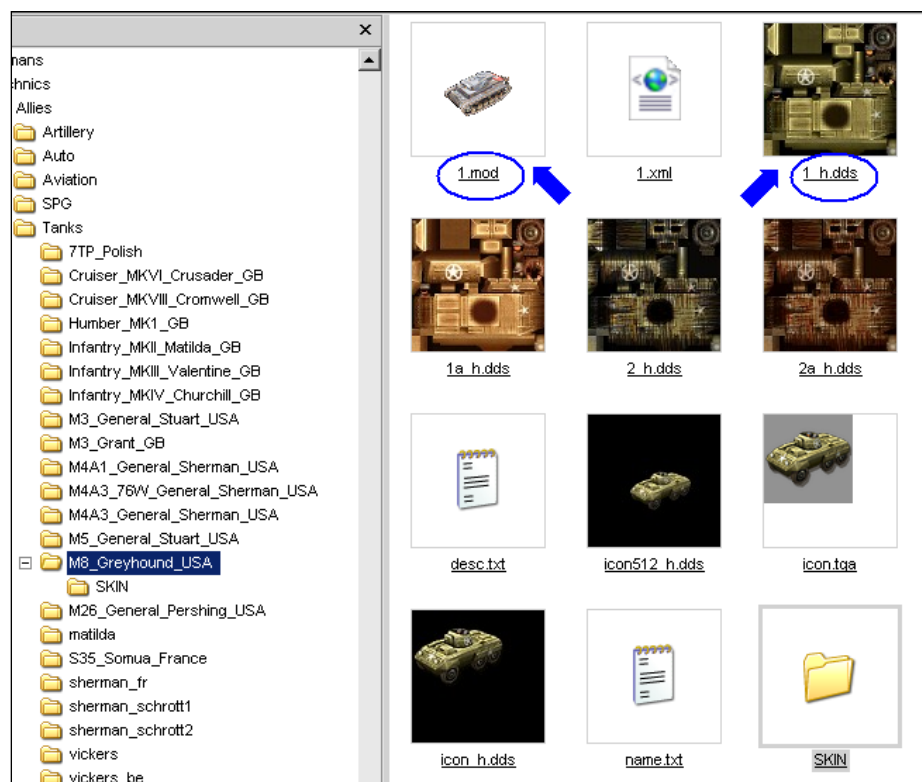 mans
hnics
Allies
Artillery
Auto
Aviation
SPG
Tanks
7TP_Polish
Cruiser_MKVI_Crusader_GB
Cruiser_MKVIII_Cromwell_GB
Humber_MK1_GB
Infantry_MKII_Matilda_GB
Infantry_MKIII_Valentine_GB
Infantry_MKIV_Churchill_GB
M3_General_Stuart_USA
M3_Grant_GB
M4A1_General_Sherman_USA
M4A3_76W_General_Sherman_USA
M4A3_General_Sherman_USA
M5_General_Stuart_USA
M8_Greyhound_USA
SKIN
M26_General_Pershing_USA
matilda
S35_Somua_France
sherman_fr
sherman_schrott1
sherman_schrott2
vickers
vickers_be
1.mod
1.xml
1_h.dds
1a_h.dds
2_h.dds
2a_h.dds
desc.txt
icon512_h.dds
icon.tga
icon_h.dds
name.txt
SKIN